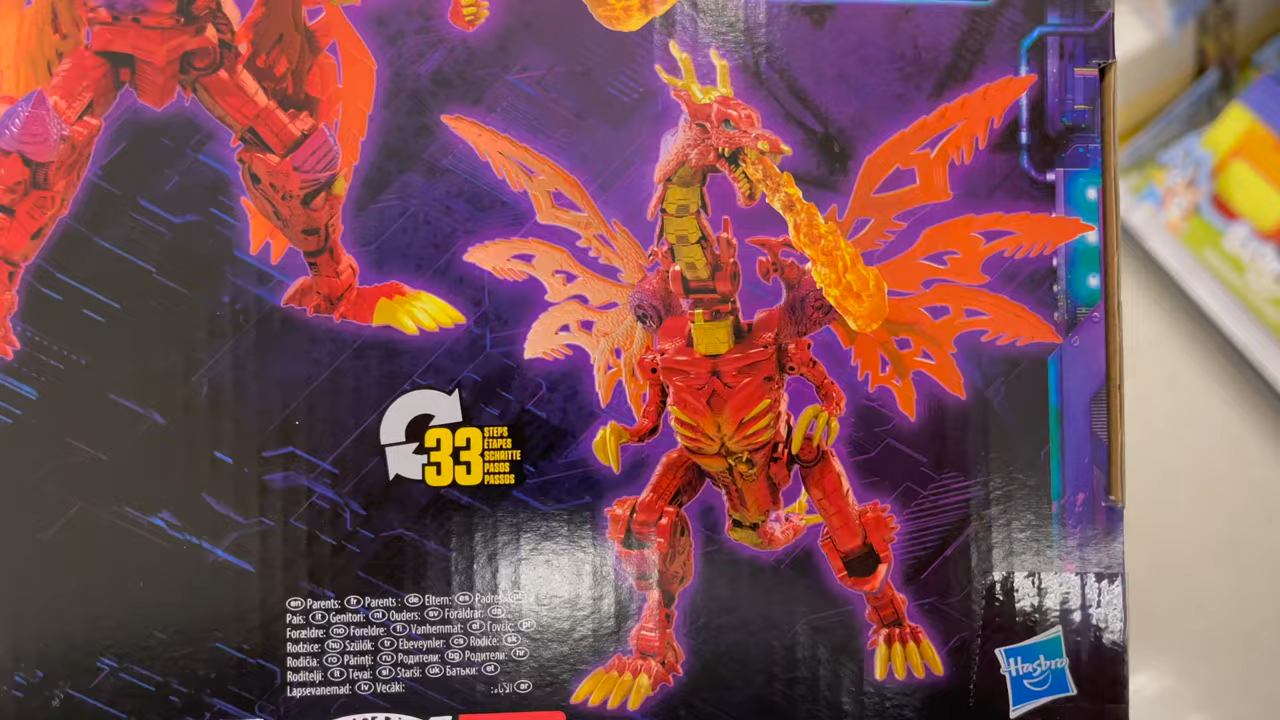 33
STEPS
ÉTAPES
SCHRITTE
PASOS
PASSOS
en Parents: fr Parents : de Eltern: es Padres: pt
Pais: it Genitori: nl Ouders: sv Föräldrar: da
Forældre: no Foreldre: fi Vanhemmat: el Γονείς: pl
Rodzice: hu Szülők: tr Ebeveynler: cs Rodiče: sk
Rodičia: ro Părinți: ru Родители: bg Родители: hr
Roditelji: lt Tėvai: sl Starši: uk Батьки: et
Lapsevanemad: lv Vecāki: ar الآباء:
Hasbro